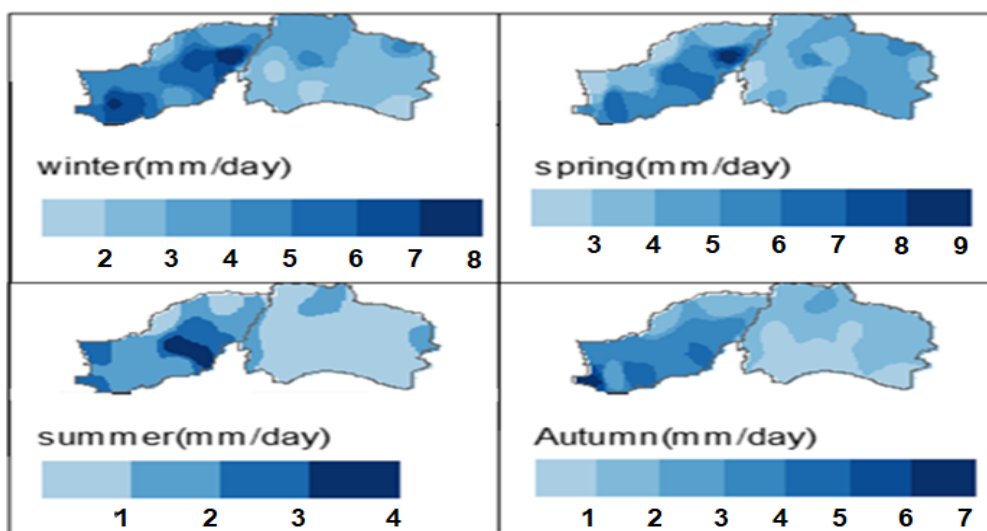 winter(mm/day)
2 3 4 5 6 7 8
spring(mm/day)
3 4 5 6 7 8 9
summer(mm/day)
1 2 3 4
Autumn(mm/day)
1 2 3 4 5 6 7